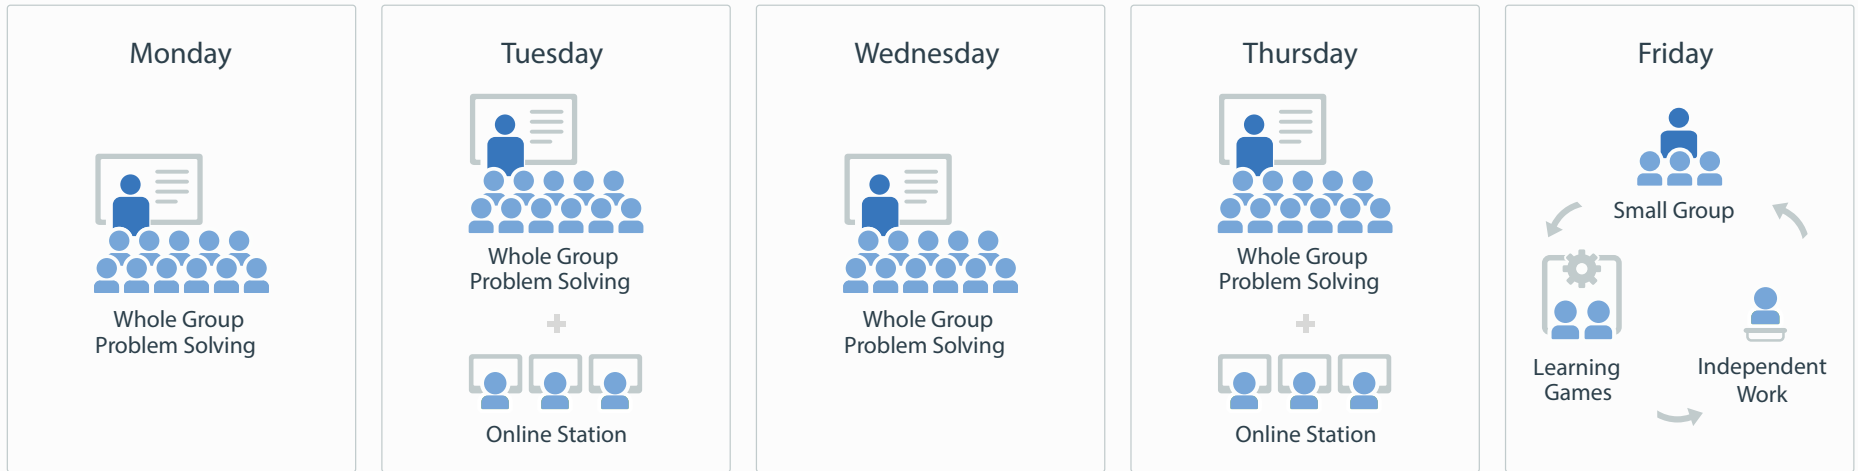 Monday
Whole Group
Problem Solving
Tuesday
Whole Group
Problem Solving
Online Station
Wednesday
Whole Group
Problem Solving
Thursday
Whole Group
Problem Solving
Online Station
Friday
Small Group
Learning
Games
Independent
Work